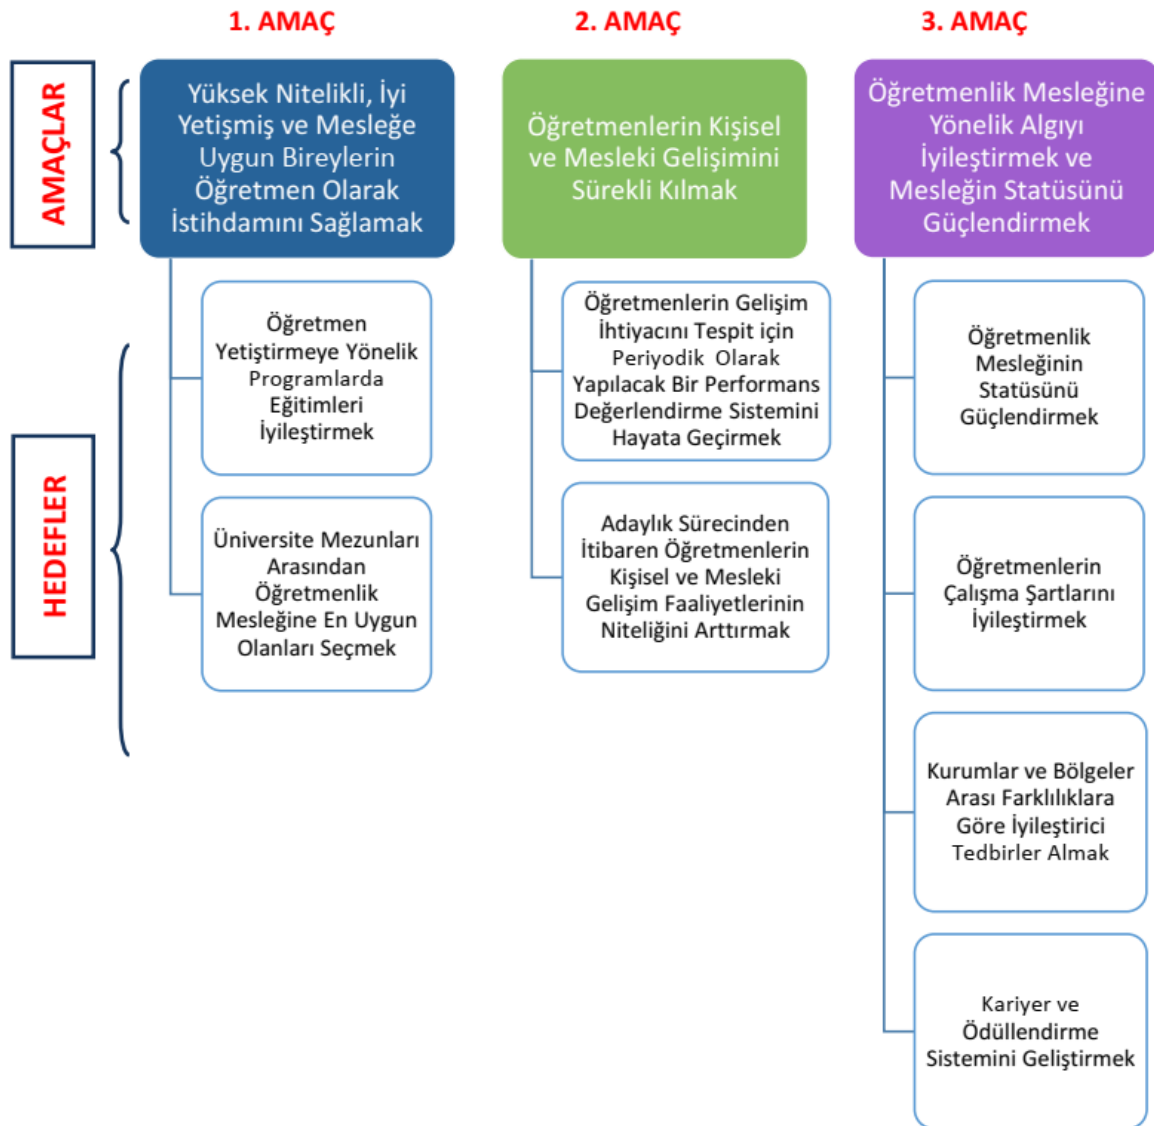 1. AMAÇ
2. AMAÇ
3. AMAÇ
AMAÇLAR
Yüksek Nitelikli, İyi
Yetişmiş ve Mesleğe
Uygun Bireylerin
Öğretmen Olarak
İstihdamını Sağlamak
Öğretmenlerin Kişisel
ve Mesleki Gelişimini
Sürekli Kılmak
Öğretmenlik Mesleğine
Yönelik Algıyı
İyileştirmek ve
Mesleğin Statüsünü
Güçlendirmek
HEDEFLER
Öğretmen
Yetiştirmeye Yönelik
Programlarda
Eğitimleri
İyileştirmek
Üniversite Mezunları
Arasından
Öğretmenlik
Mesleğine En Uygun
Olanları Seçmek
Öğretmenlerin Gelişim
İhtiyacını Tespit için
Periyodik Olarak
Yapılacak Bir Performans
Değerlendirme Sistemini
Hayata Geçirmek
Adaylık Sürecinden
İtibaren Öğretmenlerin
Kişisel ve Mesleki
Gelişim Faaliyetlerinin
Niteliğini Arttırmak
Öğretmenlik
Mesleğinin
Statüsünü
Güçlendirmek
Öğretmenlerin
Çalışma Şartlarını
İyileştirmek
Kurumlar ve Bölgeler
Arası Farklılıklara
Göre İyileştirici
Tedbirler Almak
Kariyer ve
Ödüllendirme
Sistemini Geliştirmek